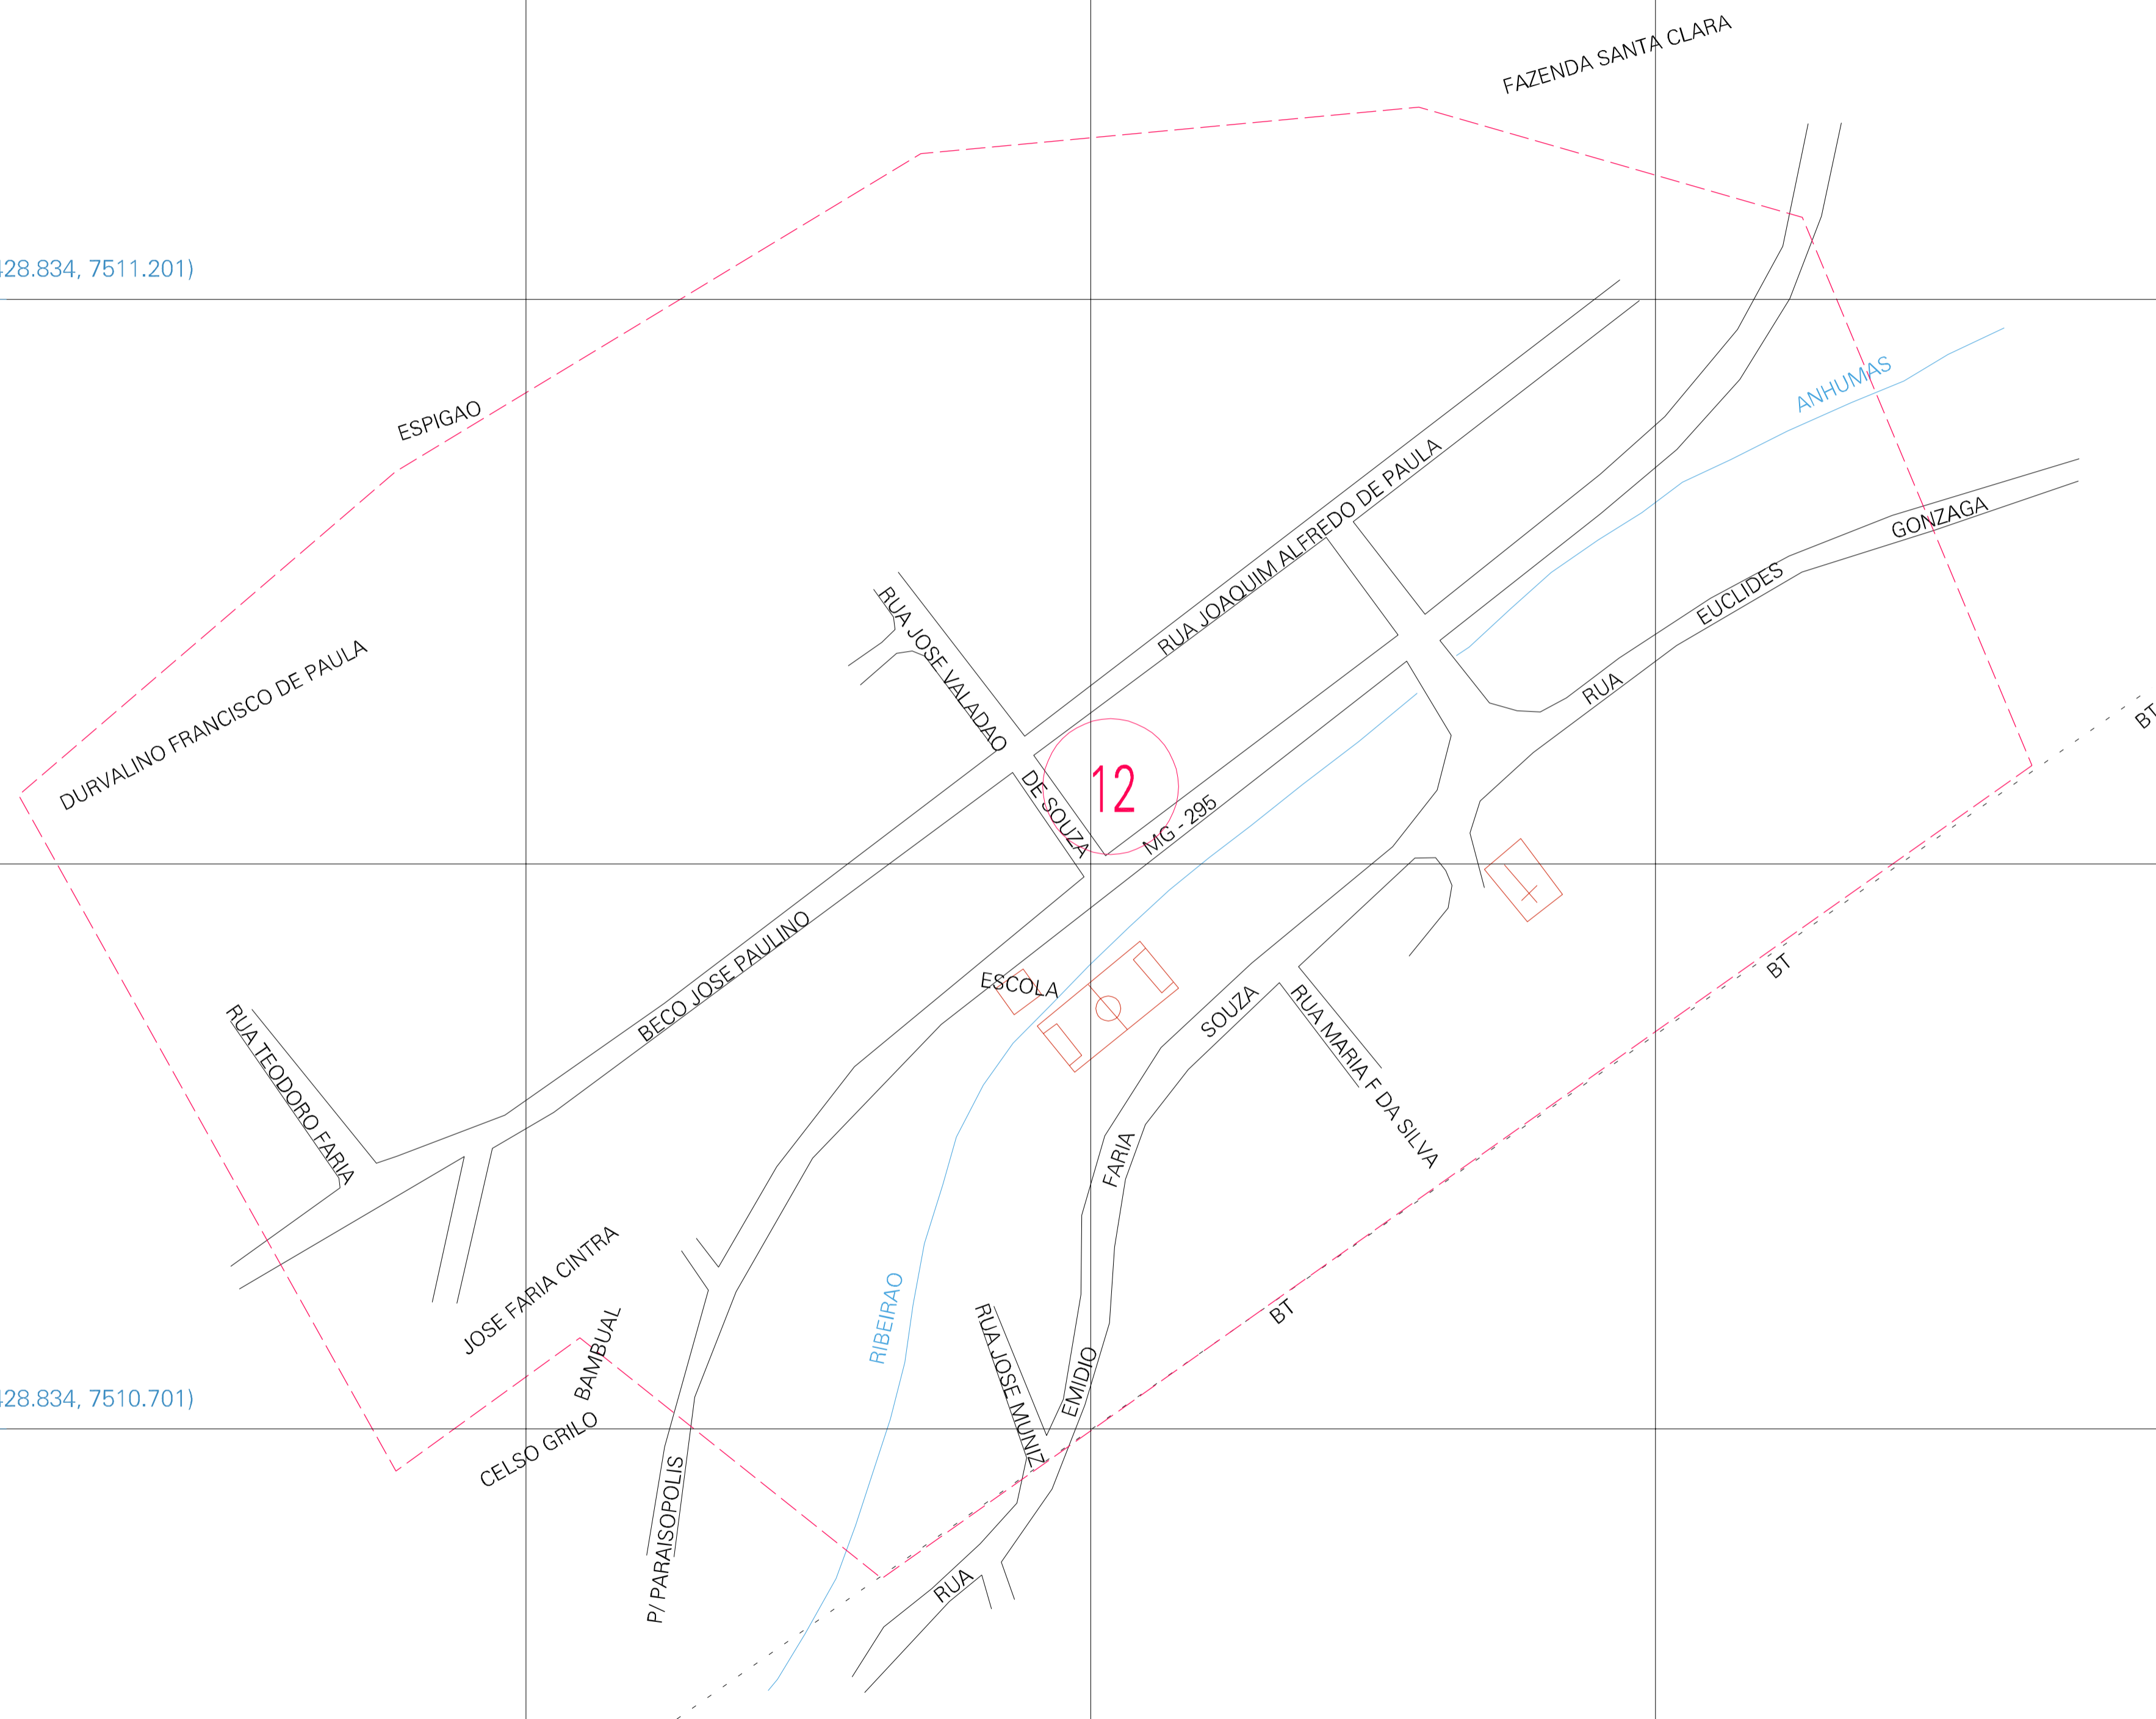 FAZENDA SANTA CLARA
28.834, 7511.201)
ANHUMAS
ESPIGAO
RUA JOAQUIM ALFREDO DE PAULA
GONZAGA
EUCLIDES
RUA
RUA JOSE VALADAO
DE SOUZA
DURVALINO FRANCISCO DE PAULA
BT
12
MG - 295
BECO JOSE PAULINO
ESCOLA
BT
SOUZA
RUA MARIA F DA SILVA
RUA TEODORO FARIA
FARIA
JOSE FARIA CINTRA
BAMBUAL
RIBEIRAO
RUA JOSE MUNIZ
EMIDIO
BT
28.834, 7510.701)
CELSO GRILO
P/ PARAISOPOLIS
RUA